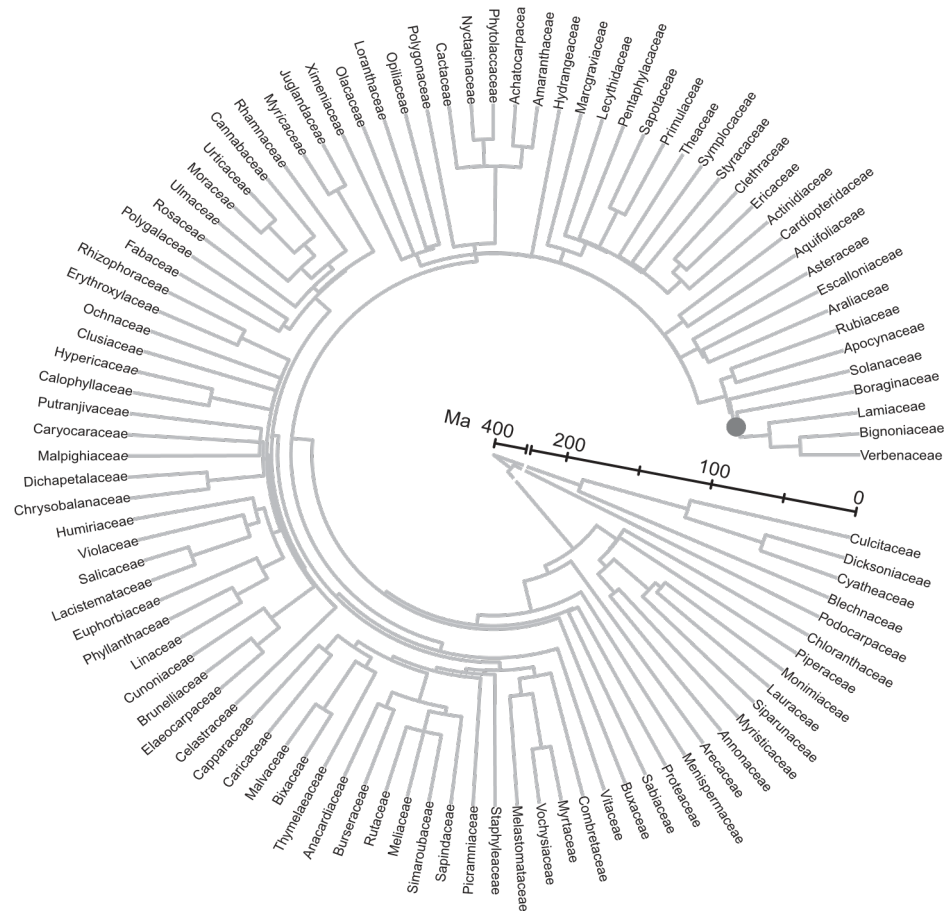 Culcitaceae
Dicksoniaceae
Cyatheaceae
Blechnaceae
Podocarpaceae
Chloranthaceae
Piperaceae
Monimiaceae
Lauraceae
Siparunaceae
Myristicaceae
Annonaceae
Arecaceae
Menispermaceae
Proteaceae
Sabiaceae
Buxaceae
Vitaceae
Combretaceae
Myrtaceae
Vochysiaceae
Melastomataceae
Staphyleaceae
Picramniaceae
Sapindaceae
Simaroubaceae
Meliaceae
Rutaceae
Burseraceae
Anacardiaceae
Thymelaeaceae
Bixaceae
Malvaceae
Caricaceae
Capparaceae
Celastraceae
Elaeocarpaceae
Brunelliaceae
Cunoniaceae
Linaceae
Phyllanthaceae
Euphorbiaceae
Lacistemataceae
Salicaceae
Violaceae
Humiriaceae
Chrysobalanaceae
Dichapetalaceae
Malpighiaceae
Caryocaraceae
Putranjivaceae
Calophyllaceae
Hypericaceae
Clusiaceae
Ochnaceae
Erythroxylaceae
Rhizophoraceae
Fabaceae
Polygalaceae
Rosaceae
Ulmaceae
Moraceae
Urticaceae
Cannabaceae
Rhamnaceae
Myricaceae
Juglandaceae
Ximeniaceae
Olacaceae
Loranthaceae
Opiliaceae
Polygonaceae
Cactaceae
Nyctaginaceae
Phytolaccaceae
Achatocarpacea
Amaranthaceae
Hydrangeaceae
Marcgraviaceae
Lecythidaceae
Pentaphylacaceae
Sapotaceae
Primulaceae
Theaceae
Symplocaceae
Styracaceae
Clethraceae
Ericaceae
Actinidiaceae
Cardiopteridaceae
Aquifoliaceae
Asteraceae
Escalloniaceae
Araliaceae
Rubiaceae
Apocynaceae
Solanaceae
Boraginaceae
Lamiaceae
Bignoniaceae
Verbenaceae
Ma 400 200 100 0